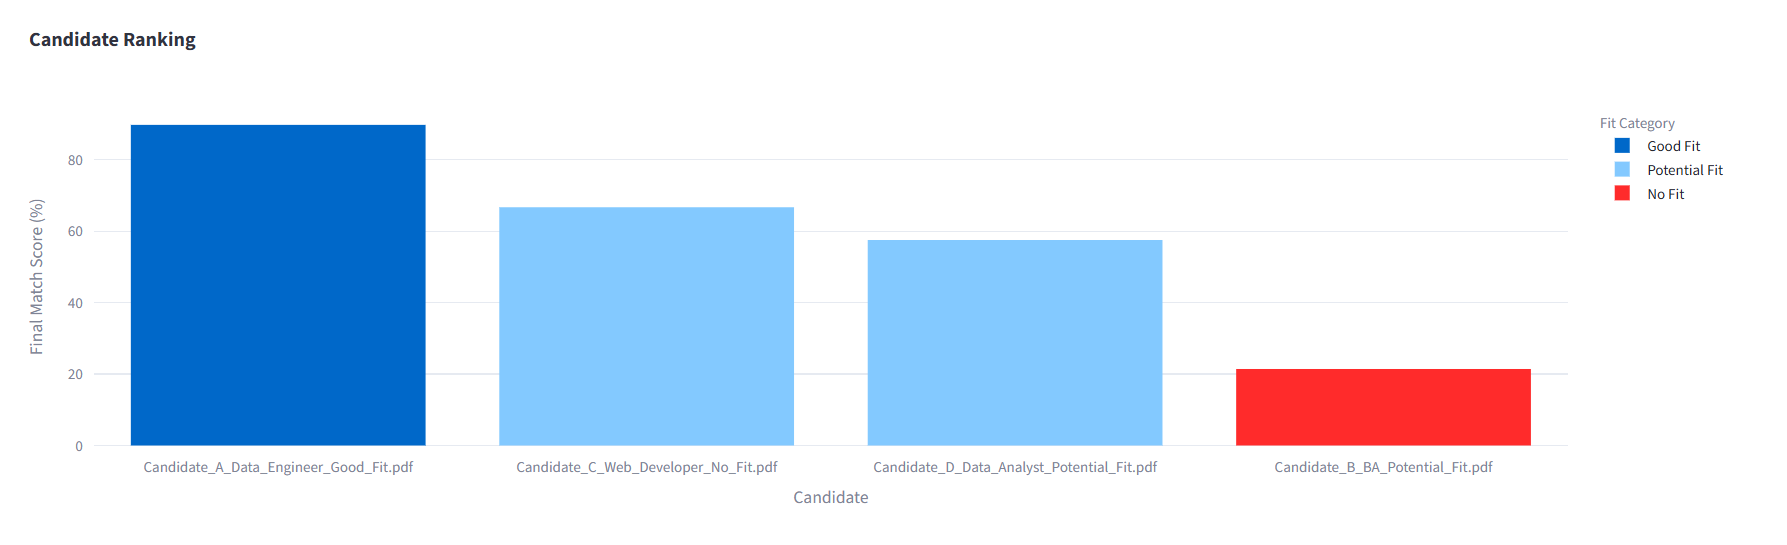 Candidate Ranking
Final Match Score (%)
80
60
40
20
0
Candidate_A_Data_Engineer_Good_Fit.pdf
Candidate_C_Web_Developer_No_Fit.pdf
Candidate_D_Data_Analyst_Potential_Fit.pdf
Candidate_B_BA_Potential_Fit.pdf
Candidate
Fit Category
Good Fit
Potential Fit
No Fit